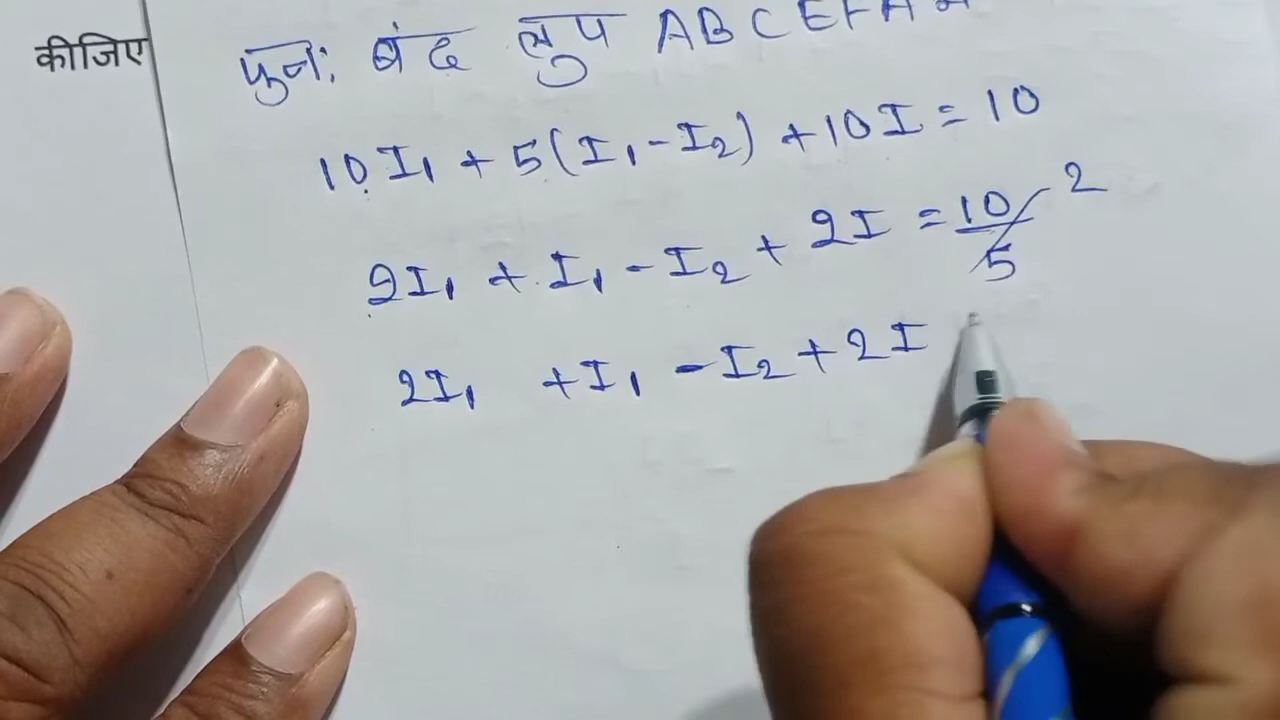 कीजिए
पुनः बंद लुप ABCEFA में
10I₁ + 5(I₁ - I₂) + 10I = 10
2I₁ + I₁ - I₂ + 2I = 10/5 2
2I₁ + I₁ - I₂ + 2I